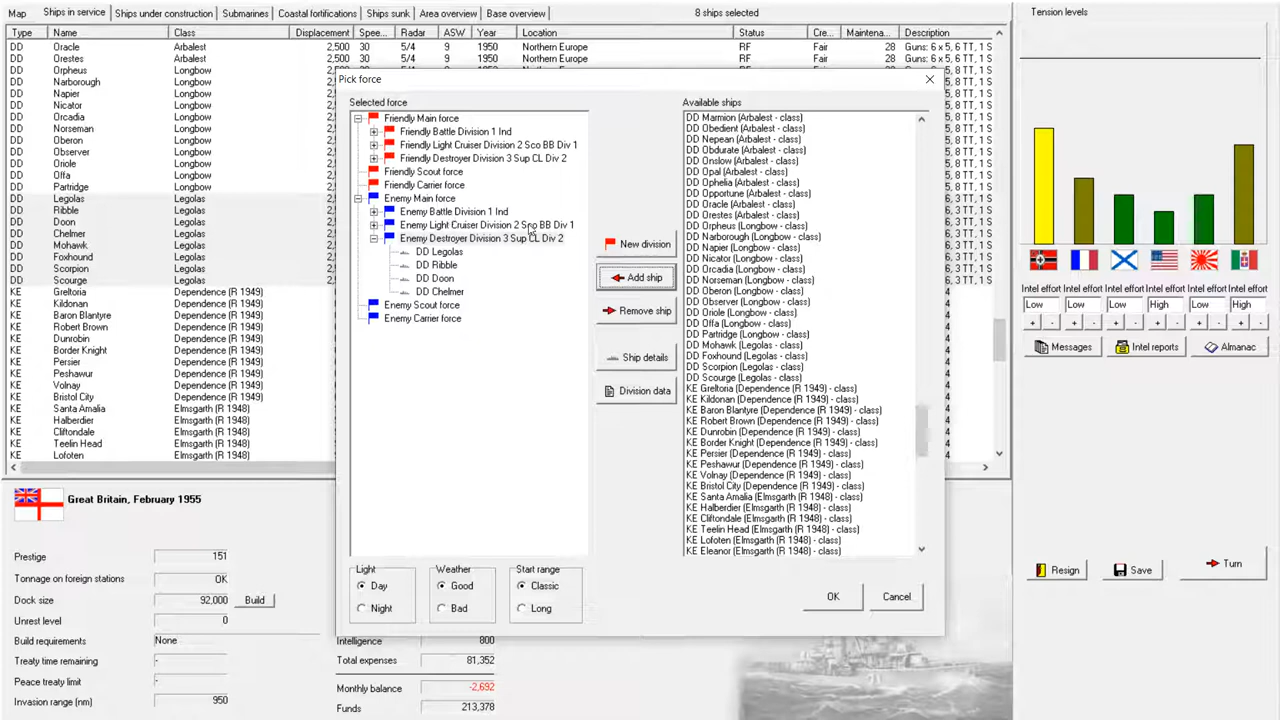 Map Ships in service Ships under construction Submarines Coastal fortifications Ships sunk Area overview Base overview 8 ships selected Tension levels
Type Name Class Displacement Spee... Radar ASW Year Location Status Cre... Maintena... Description
DD Oracle Arbalest 2,500 30 5/4 9 1950 Northern Europe RF Fair 28 Guns: 6 x 5, 6 TT, 1 S
DD Orestes Arbalest 2,500 30 5/4 9 1950 Northern Europe RF Fair 28 Guns: 6 x 5, 6 TT, 1 S
DD Orpheus Longbow
DD Narborough Longbow
DD Napier Longbow
DD Nicator Longbow
DD Orcadia Longbow
DD Norseman Longbow
DD Oberon Longbow
DD Observer Longbow
DD Oriole Longbow
DD Offa Longbow
DD Partridge Longbow
DD Legolas Legolas
DD Ribble Legolas
DD Doon Legolas
DD Chelmer Legolas
DD Mohawk Legolas
DD Foxhound Legolas
DD Scorpion Legolas
DD Scourge Legolas
KE Greltoria Dependence (R 1949)
KE Kildonan Dependence (R 1949)
KE Baron Blantyre Dependence (R 1949)
KE Robert Brown Dependence (R 1949)
KE Dunrobin Dependence (R 1949)
KE Border Knight Dependence (R 1949)
KE Persier Dependence (R 1949)
KE Peshawur Dependence (R 1949)
KE Volnay Dependence (R 1949)
KE Bristol City Dependence (R 1949)
KE Santa Amalia Elmsgarth (R 1948)
KE Halberdier Elmsgarth (R 1948)
KE Cliftondale Elmsgarth (R 1948)
KE Teelin Head Elmsgarth (R 1948)
KE Lofoten Elmsgarth (R 1948)
Pick force
Selected force
Friendly Main force
Friendly Battle Division 1 Ind
Friendly Light Cruiser Division 2 Sco BB Div 1
Friendly Destroyer Division 3 Sup CL Div 2
Friendly Scout force
Friendly Carrier force
Enemy Main force
Enemy Battle Division 1 Ind
Enemy Light Cruiser Division 2 Sco BB Div 1
Enemy Destroyer Division 3 Sup CL Div 2
DD Legolas
DD Ribble
DD Doon
DD Chelmer
Enemy Scout force
Enemy Carrier force
New division
Add ship
Remove ship
Ship details
Division data
Available ships
DD Marmion (Arbalest - class)
DD Obedient (Arbalest - class)
DD Nepean (Arbalest - class)
DD Obdurate (Arbalest - class)
DD Onslow (Arbalest - class)
DD Opal (Arbalest - class)
DD Ophelia (Arbalest - class)
DD Opportune (Arbalest - class)
DD Oracle (Arbalest - class)
DD Orestes (Arbalest - class)
DD Orpheus (Longbow - class)
DD Narborough (Longbow - class)
DD Napier (Longbow - class)
DD Nicator (Longbow - class)
DD Orcadia (Longbow - class)
DD Norseman (Longbow - class)
DD Oberon (Longbow - class)
DD Observer (Longbow - class)
DD Oriole (Longbow - class)
DD Offa (Longbow - class)
DD Partridge (Longbow - class)
DD Mohawk (Legolas - class)
DD Foxhound (Legolas - class)
DD Scorpion (Legolas - class)
DD Scourge (Legolas - class)
KE Greltoria (Dependence (R 1949) - class)
KE Kildonan (Dependence (R 1949) - class)
KE Baron Blantyre (Dependence (R 1949) - class)
KE Robert Brown (Dependence (R 1949) - class)
KE Dunrobin (Dependence (R 1949) - class)
KE Border Knight (Dependence (R 1949) - class)
KE Persier (Dependence (R 1949) - class)
KE Peshawur (Dependence (R 1949) - class)
KE Volnay (Dependence (R 1949) - class)
KE Bristol City (Dependence (R 1949) - class)
KE Santa Amalia (Elmsgarth (R 1948) - class)
KE Halberdier (Elmsgarth (R 1948) - class)
KE Cliftondale (Elmsgarth (R 1948) - class)
KE Teelin Head (Elmsgarth (R 1948) - class)
KE Lofoten (Elmsgarth (R 1948) - class)
KE Eleanor (Elmsgarth (R 1948) - class)
Light Weather Start range
Day Good Classic
Night Bad Long
OK Cancel
Intel effort Intel effort Intel effort Intel effort Intel effort Intel effort
Low Low Low High Low High
+ - + - + - + - + - + -
Messages Intel reports Almanac
Resign Save Turn
Great Britain, February 1955
Prestige 151
Tonnage on foreign stations OK
Dock size 92,000 Build
Unrest level 0
Build requirements None
Treaty time remaining -
Peace treaty limit -
Invasion range (nm) 950
Intelligence 800
Total expenses 81,352
Monthly balance -2,692
Funds 213,378